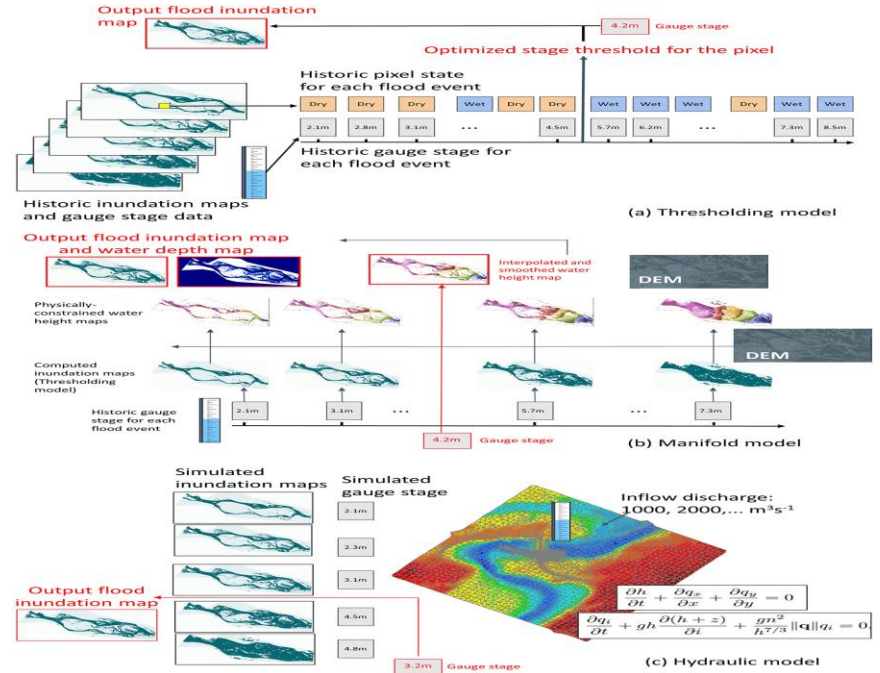 Output flood inundation
map
4.2m Gauge stage
Optimized stage threshold for the pixel
Historic pixel state
for each flood event
Dry Dry Dry Wet Dry Dry Wet Wet Wet Dry Wet Wet
2.1m 2.8m 3.1m ... 4.5m 5.7m 6.2m ... 7.3m 8.5m
Historic gauge stage for
each flood event
Historic inundation maps
and gauge stage data
(a) Thresholding model
Output flood inundation map
and water depth map
Interpolated and
smoothed water
height map
DEM
Physically-
constrained water
height maps
DEM
Computed inundation maps
(Thresholding
model)
Historic gauge
stage for each
flood event
2.1m 3.1m ... 5.7m ... 7.3m
4.2m Gauge stage
(b) Manifold model
Simulated
inundation maps
Simulated
gauge stage
2.1m
2.3m
3.1m
4.5m
4.8m
Output flood
inundation map
3.2m Gauge stage
Inflow discharge:
1000, 2000,... m³s⁻¹
∂h/∂t + ∂qₓ/∂x + ∂q_y/∂y = 0
∂qᵢ/∂t + gh ∂(h + z)/∂i + gn²/h^{7/3} ‖q‖qᵢ = 0.
(c) Hydraulic model